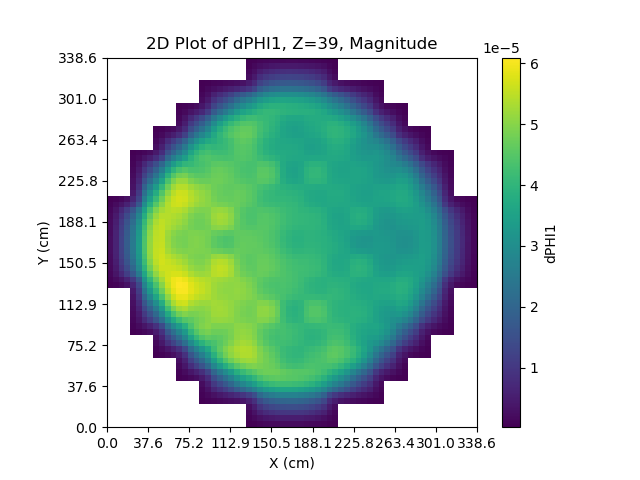 2D Plot of dPHI1, Z=39, Magnitude
1e−5
338.6
301.0
263.4
225.8
188.1
150.5
112.9
75.2
37.6
0.0
Y (cm)
0.0 37.6 75.2 112.9 150.5 188.1 225.8 263.4 301.0 338.6
X (cm)
6
5
4
3
2
1
dPHI1